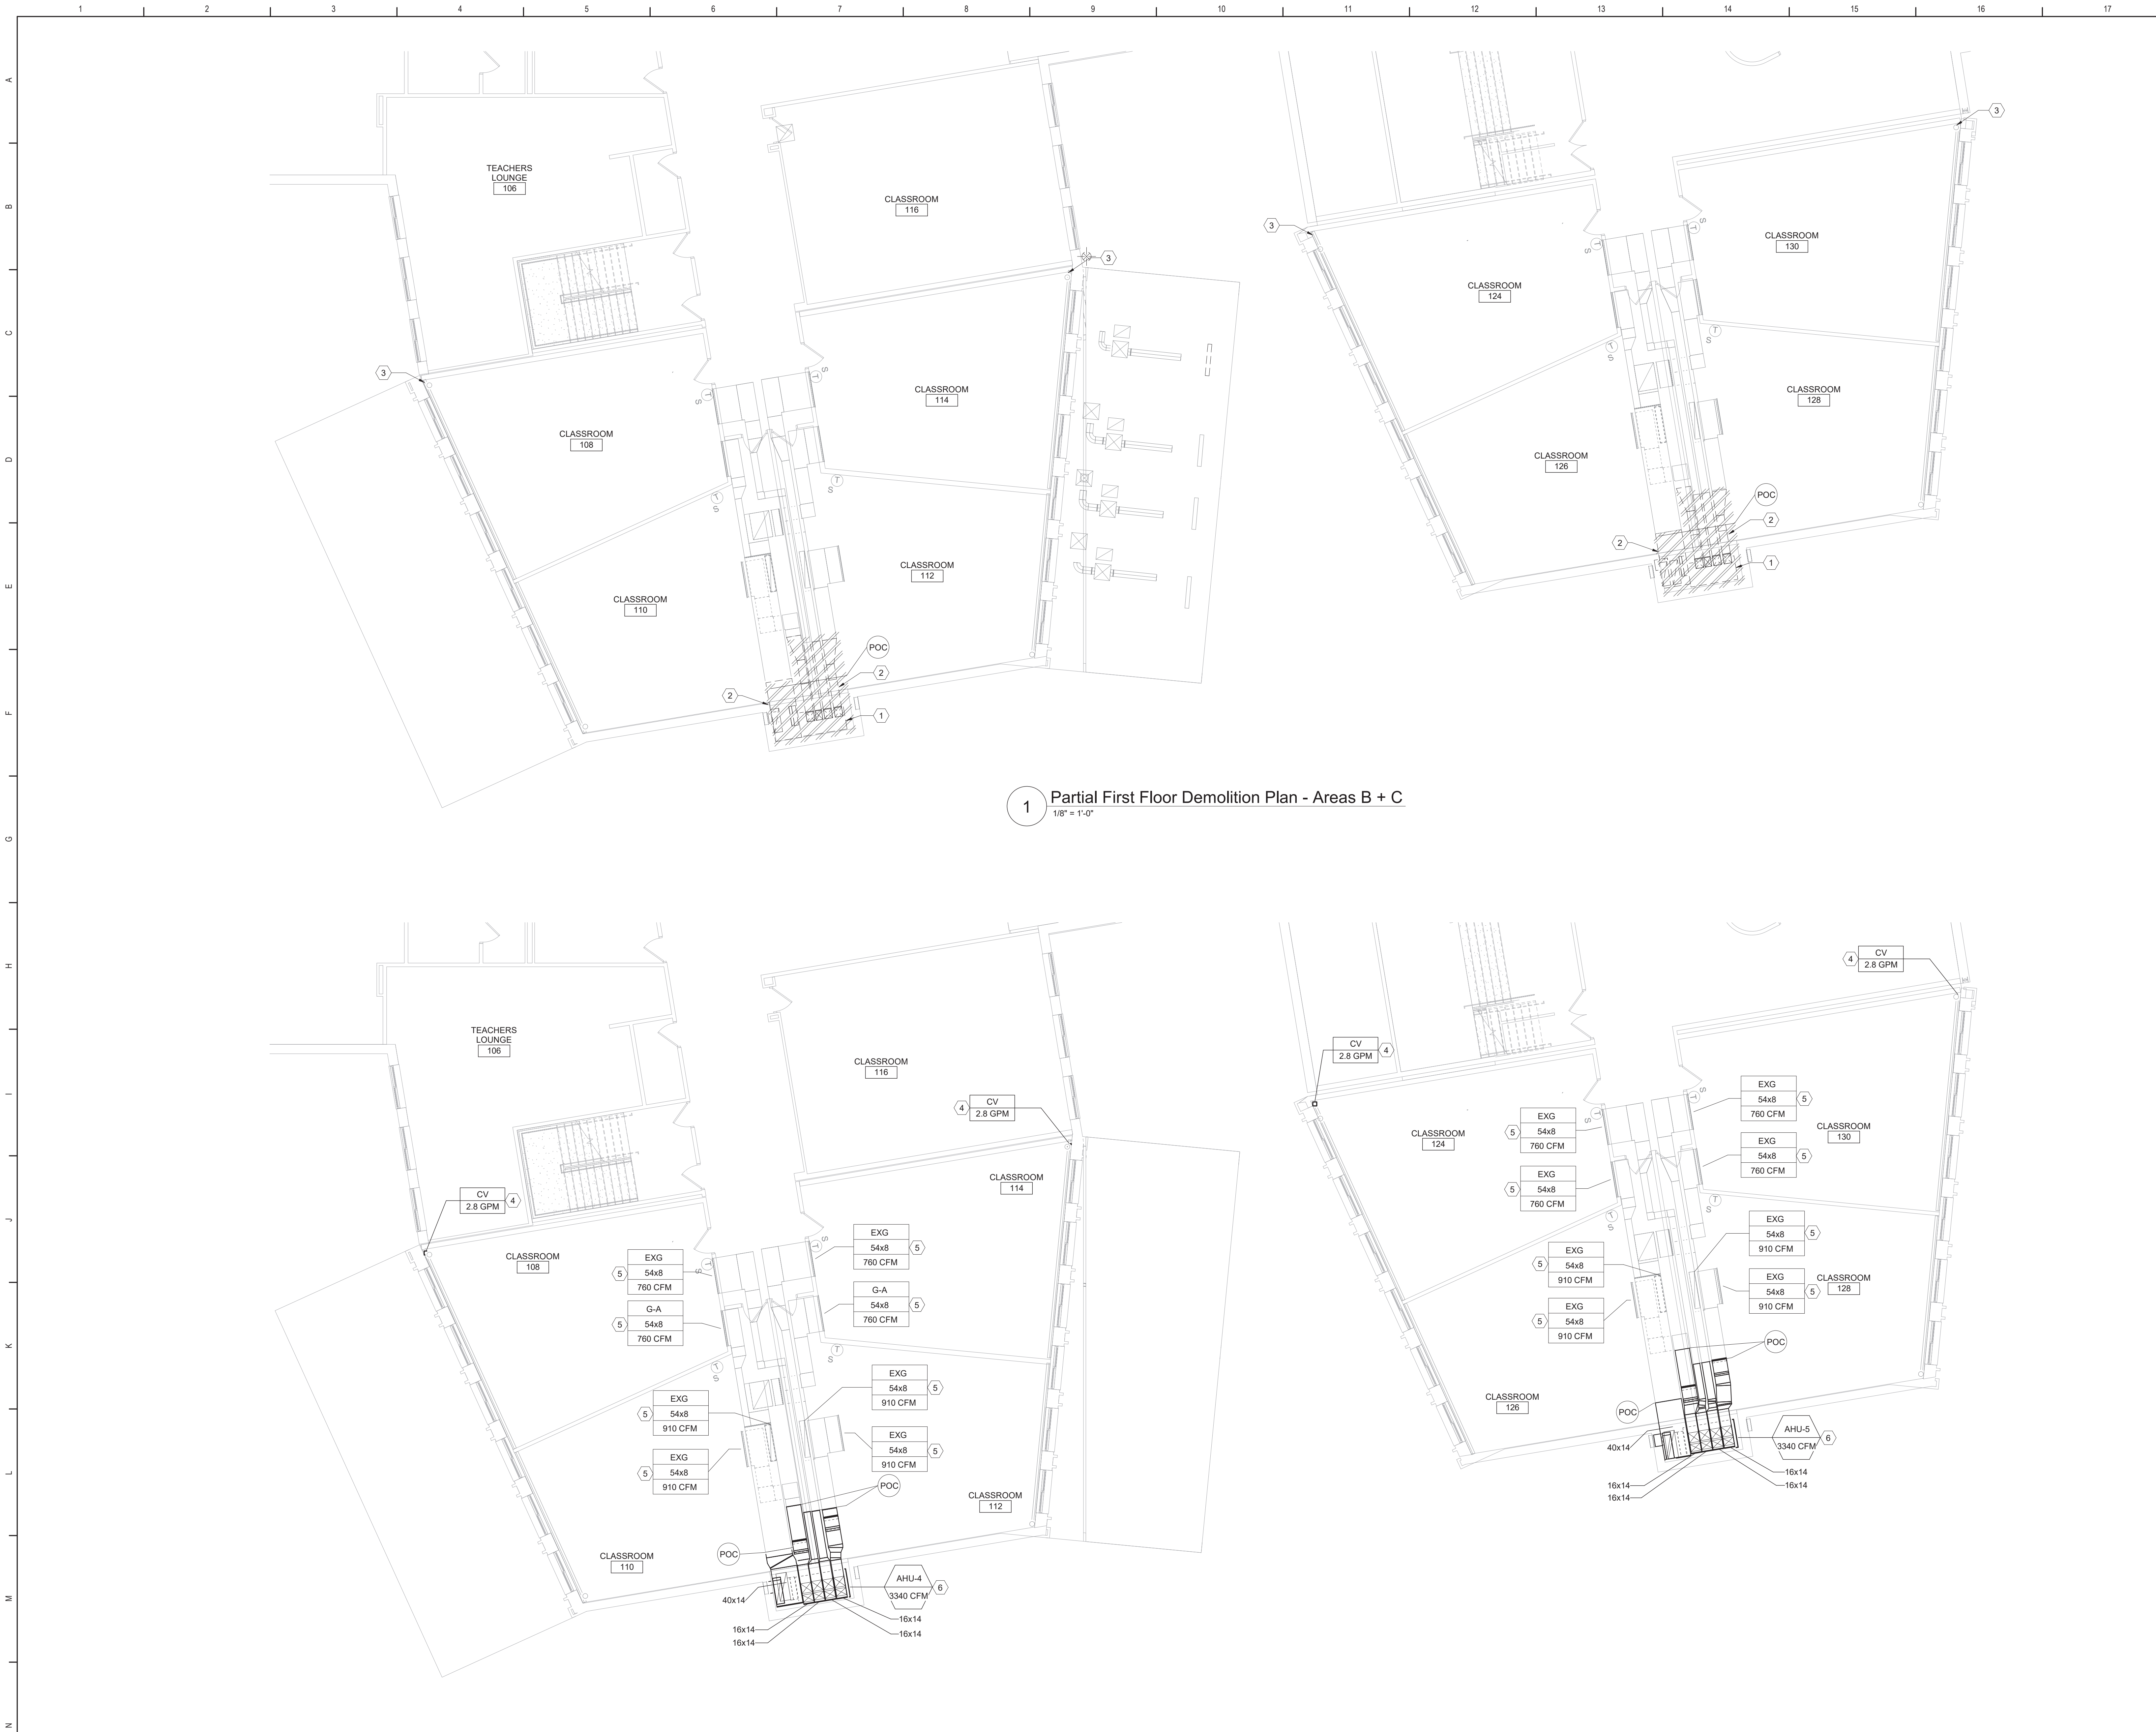 1 2 3 4 5 6 7 8 9 10 11 12 13 14 15 16 17
A
B
C
D
E
F
G
H
I
J
K
L
M
N
TEACHERS
LOUNGE
106
CLASSROOM
116
3
CLASSROOM
114
3
CLASSROOM
108
S
T
T
S
T
S
T
S
CLASSROOM
112
CLASSROOM
110
POC
2
2
1
3
3
CLASSROOM
130
CLASSROOM
124
T
S
T
S
T
S
T
S
CLASSROOM
128
CLASSROOM
126
POC
2
2
1
1
Partial First Floor Demolition Plan - Areas B + C
1/8" = 1'-0"
TEACHERS
LOUNGE
106
CLASSROOM
116
4
CV
2.8 GPM
CLASSROOM
114
CV
2.8 GPM
4
CLASSROOM
108
5
EXG
54x8
760 CFM
5
G-A
54x8
760 CFM
EXG
54x8
760 CFM
5
G-A
54x8
760 CFM
5
S
T
T
S
T
S
T
S
5
EXG
54x8
910 CFM
5
EXG
54x8
910 CFM
EXG
54x8
910 CFM
5
EXG
54x8
910 CFM
5
POC
CLASSROOM
112
CLASSROOM
110
POC
AHU-4
3340 CFM
6
40x14
16x14
16x14
16x14
16x14
4
CV
2.8 GPM
CV
2.8 GPM
4
CLASSROOM
124
5
EXG
54x8
760 CFM
5
EXG
54x8
760 CFM
EXG
54x8
760 CFM
5
EXG
54x8
760 CFM
5
CLASSROOM
130
T
S
T
S
T
S
T
S
5
EXG
54x8
910 CFM
5
EXG
54x8
910 CFM
EXG
54x8
910 CFM
5
EXG
54x8
910 CFM
5
CLASSROOM
128
POC
CLASSROOM
126
POC
AHU-5
3340 CFM
6
40x14
16x14
16x14
16x14
16x14